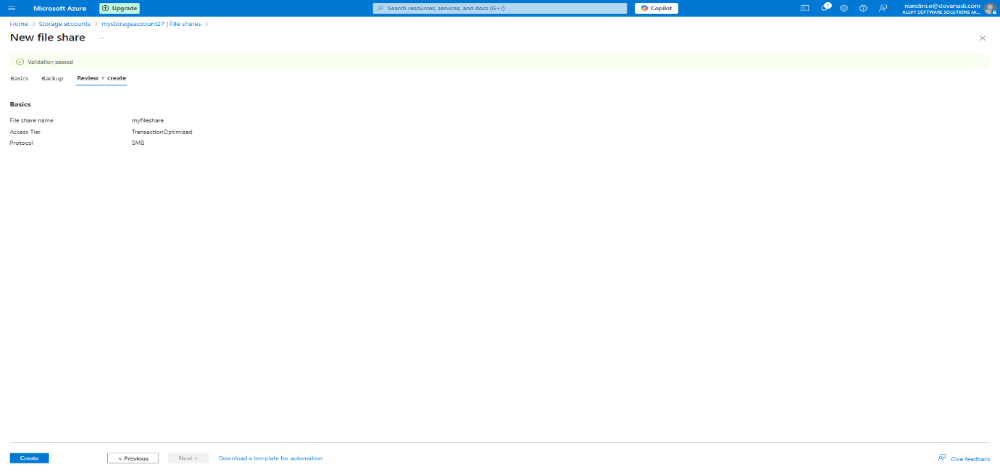 Microsoft Azure
Upgrade
Search resources, services, and docs (G+/)
Copilot
3
nandini.e@devanadi.com
ALLVY SOFTWARE SOLUTIONS (A...
Home > Storage accounts > mystorageaccount27 | File shares >
New file share ...
Validation passed
Basics Backup Review + create
Basics
File share name myfileshare
Access Tier TransactionOptimized
Protocol SMB
Create < Previous Next > Download a template for automation Give feedback